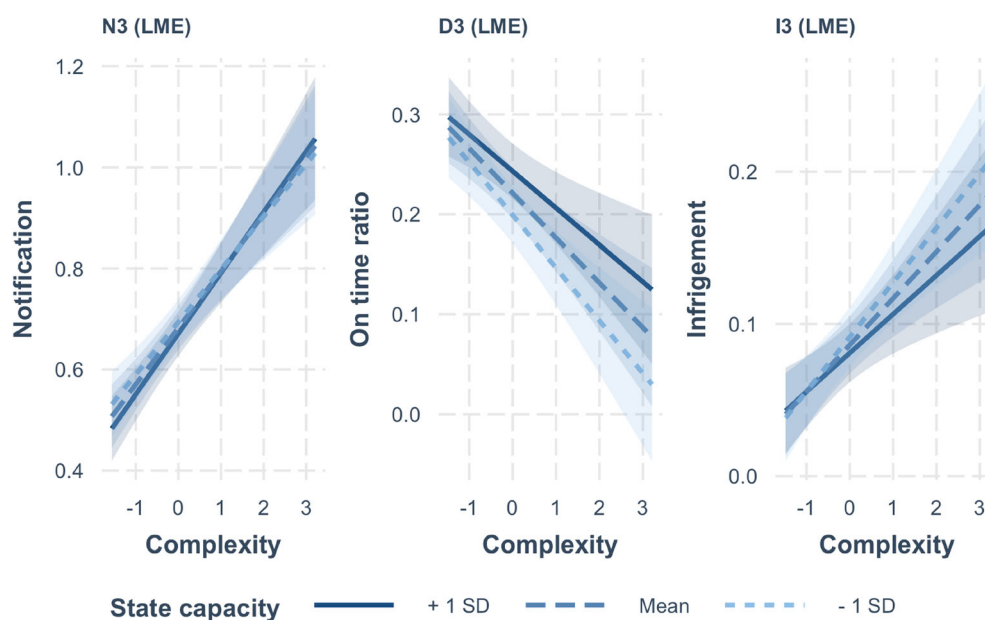 N3 (LME)
D3 (LME)
I3 (LME)
Notification
1.2
1.0
0.8
0.6
0.4
-1 0 1 2 3
Complexity
On time ratio
0.3
0.2
0.1
0.0
-1 0 1 2 3
Complexity
Infrigement
0.2
0.1
0.0
-1 0 1 2 3
Complexity
State capacity + 1 SD Mean - 1 SD